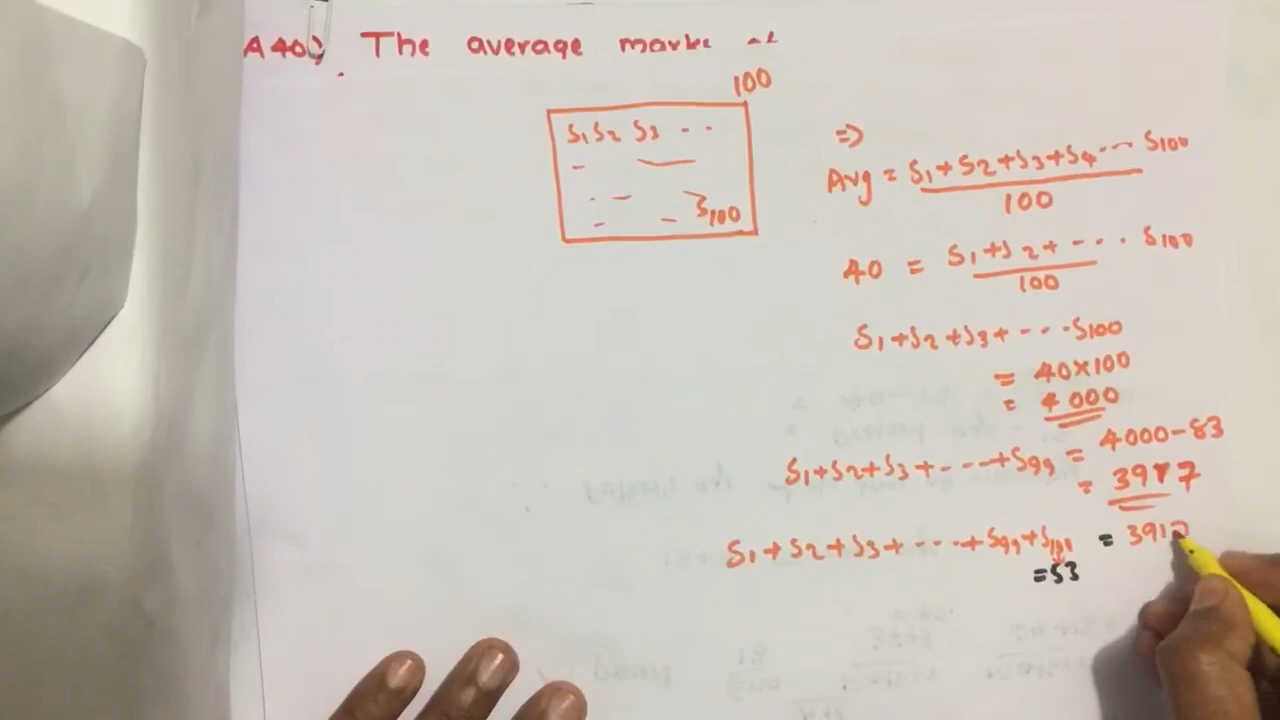 A40). The average marks
100
S1 S2 S3 - -
S100
=>
Avg = S1+S2+S3+S4... S100
100
40 = S1+S2+ - ... S100
100
S1+S2+S3+ - ... S100
= 40×100
= 4000
S1+S2+S3+ - ...+S99 = 4000-83
= 3917
S1+S2+S3+ - ...+S99+S100 = 391
=53